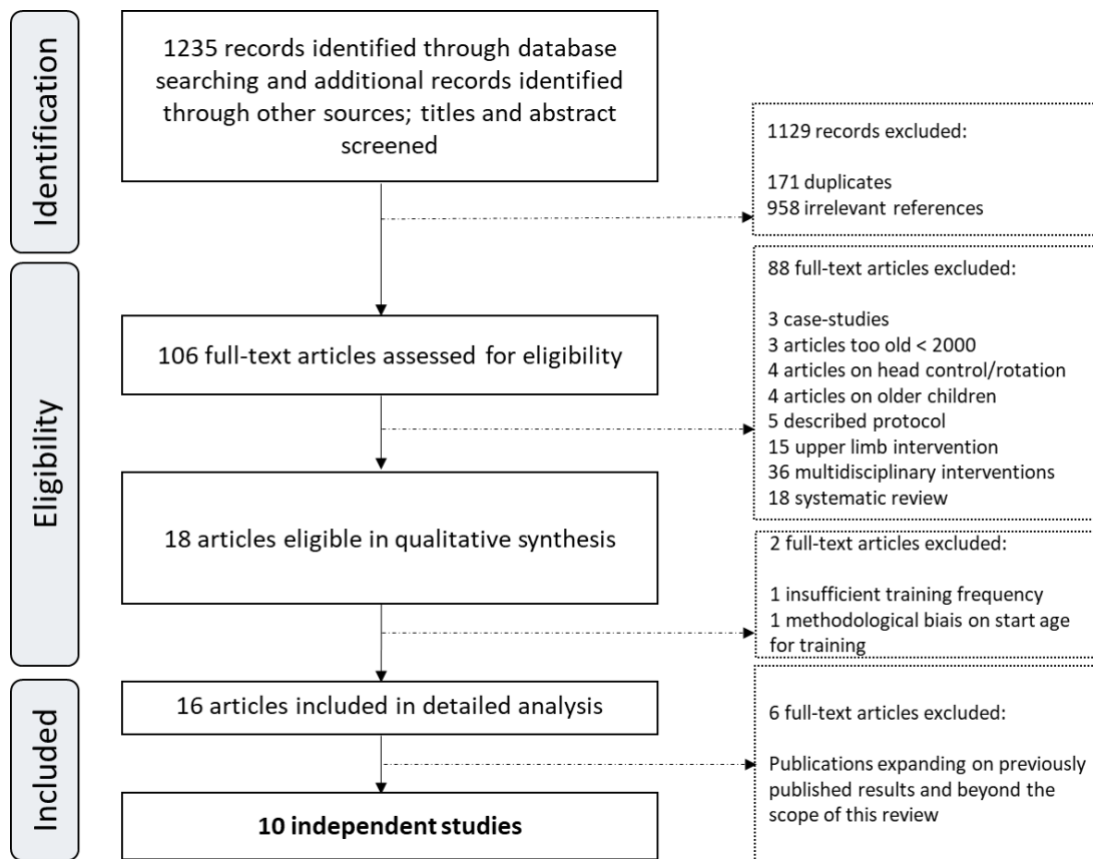 Identification
1235 records identified through database
searching and additional records identified
through other sources; titles and abstract
screened
1129 records excluded:
171 duplicates
958 irrelevant references
Eligibility
106 full-text articles assessed for eligibility
88 full-text articles excluded:
3 case-studies
3 articles too old < 2000
4 articles on head control/rotation
4 articles on older children
5 described protocol
15 upper limb intervention
36 multidisciplinary interventions
18 systematic review
18 articles eligible in qualitative synthesis
2 full-text articles excluded:
1 insufficient training frequency
1 methodological biais on start age
for training
Included
16 articles included in detailed analysis
6 full-text articles excluded:
Publications expanding on previously
published results and beyond the
scope of this review
10 independent studies